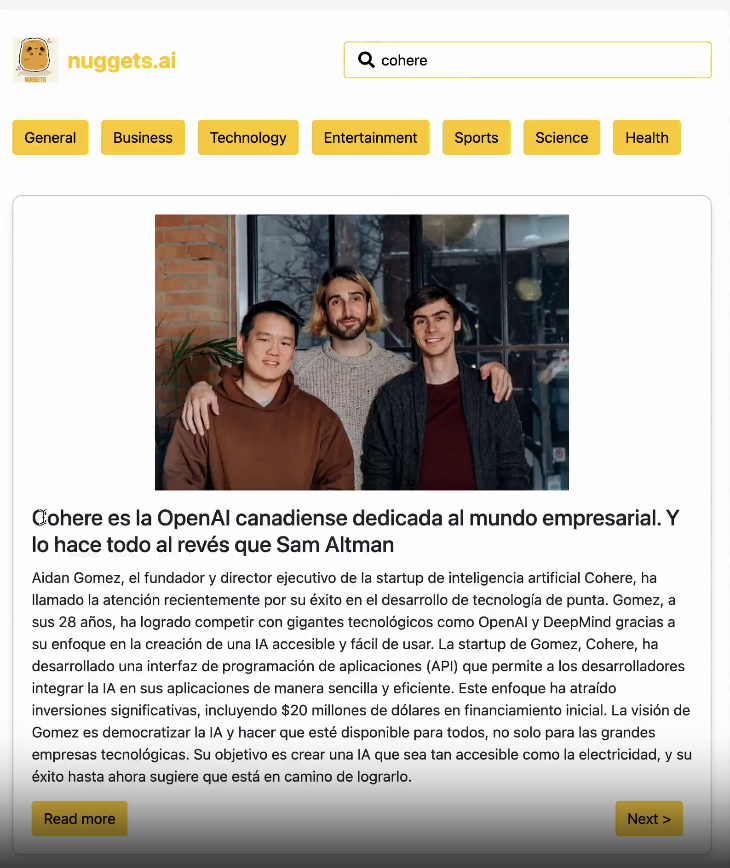 NUGGETS
nuggets.ai
cohere
General
Business
Technology
Entertainment
Sports
Science
Health
Cohere es la OpenAI canadiense dedicada al mundo empresarial. Y
lo hace todo al revés que Sam Altman
Aidan Gomez, el fundador y director ejecutivo de la startup de inteligencia artificial Cohere, ha
llamado la atención recientemente por su éxito en el desarrollo de tecnología de punta. Gomez, a
sus 28 años, ha logrado competir con gigantes tecnológicos como OpenAI y DeepMind gracias a
su enfoque en la creación de una IA accesible y fácil de usar. La startup de Gomez, Cohere, ha
desarrollado una interfaz de programación de aplicaciones (API) que permite a los desarrolladores
integrar la IA en sus aplicaciones de manera sencilla y eficiente. Este enfoque ha atraído
inversiones significativas, incluyendo $20 millones de dólares en financiamiento inicial. La visión de
Gomez es democratizar la IA y hacer que esté disponible para todos, no solo para las grandes
empresas tecnológicas. Su objetivo es crear una IA que sea tan accesible como la electricidad, y su
éxito hasta ahora sugiere que está en camino de lograrlo.
Read more
Next >